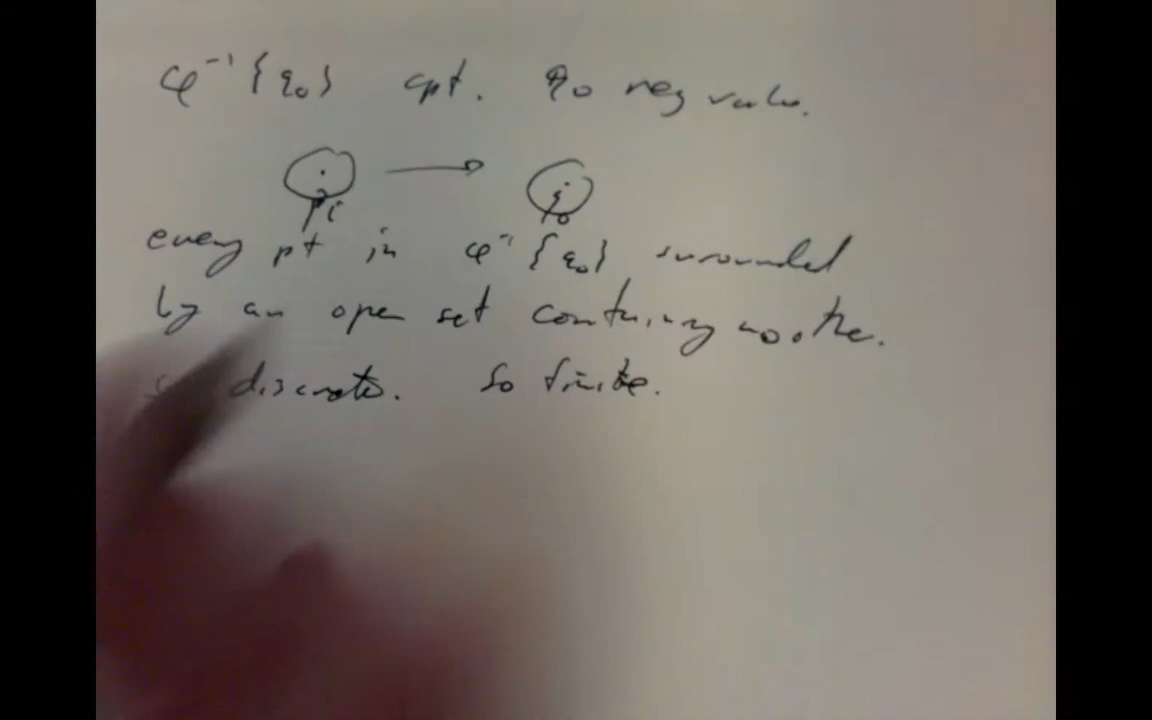 φ⁻¹{q₀} cpt. q₀ reg value.
pᵢ q₀
every pt in φ⁻¹{q₀} surrounded
by an open set containing no other.
discrete. So finite.